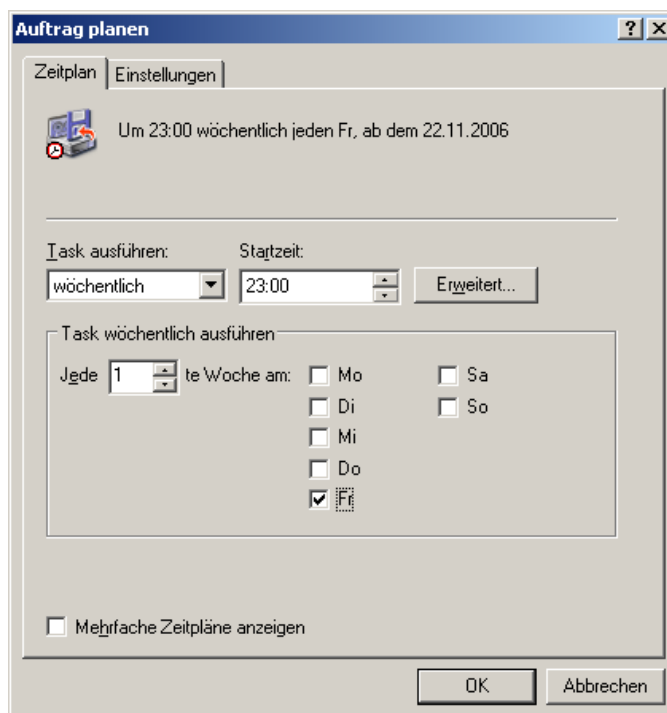 Auftrag planen
Zeitplan Einstellungen
Um 23:00 wöchentlich jeden Fr, ab dem 22.11.2006
Task ausführen: Startzeit:
wöchentlich 23:00 Erweitert...
Task wöchentlich ausführen
Jede 1 te Woche am: Mo Sa
Di So
Mi
Do
Fr
Mehrfache Zeitpläne anzeigen
OK Abbrechen